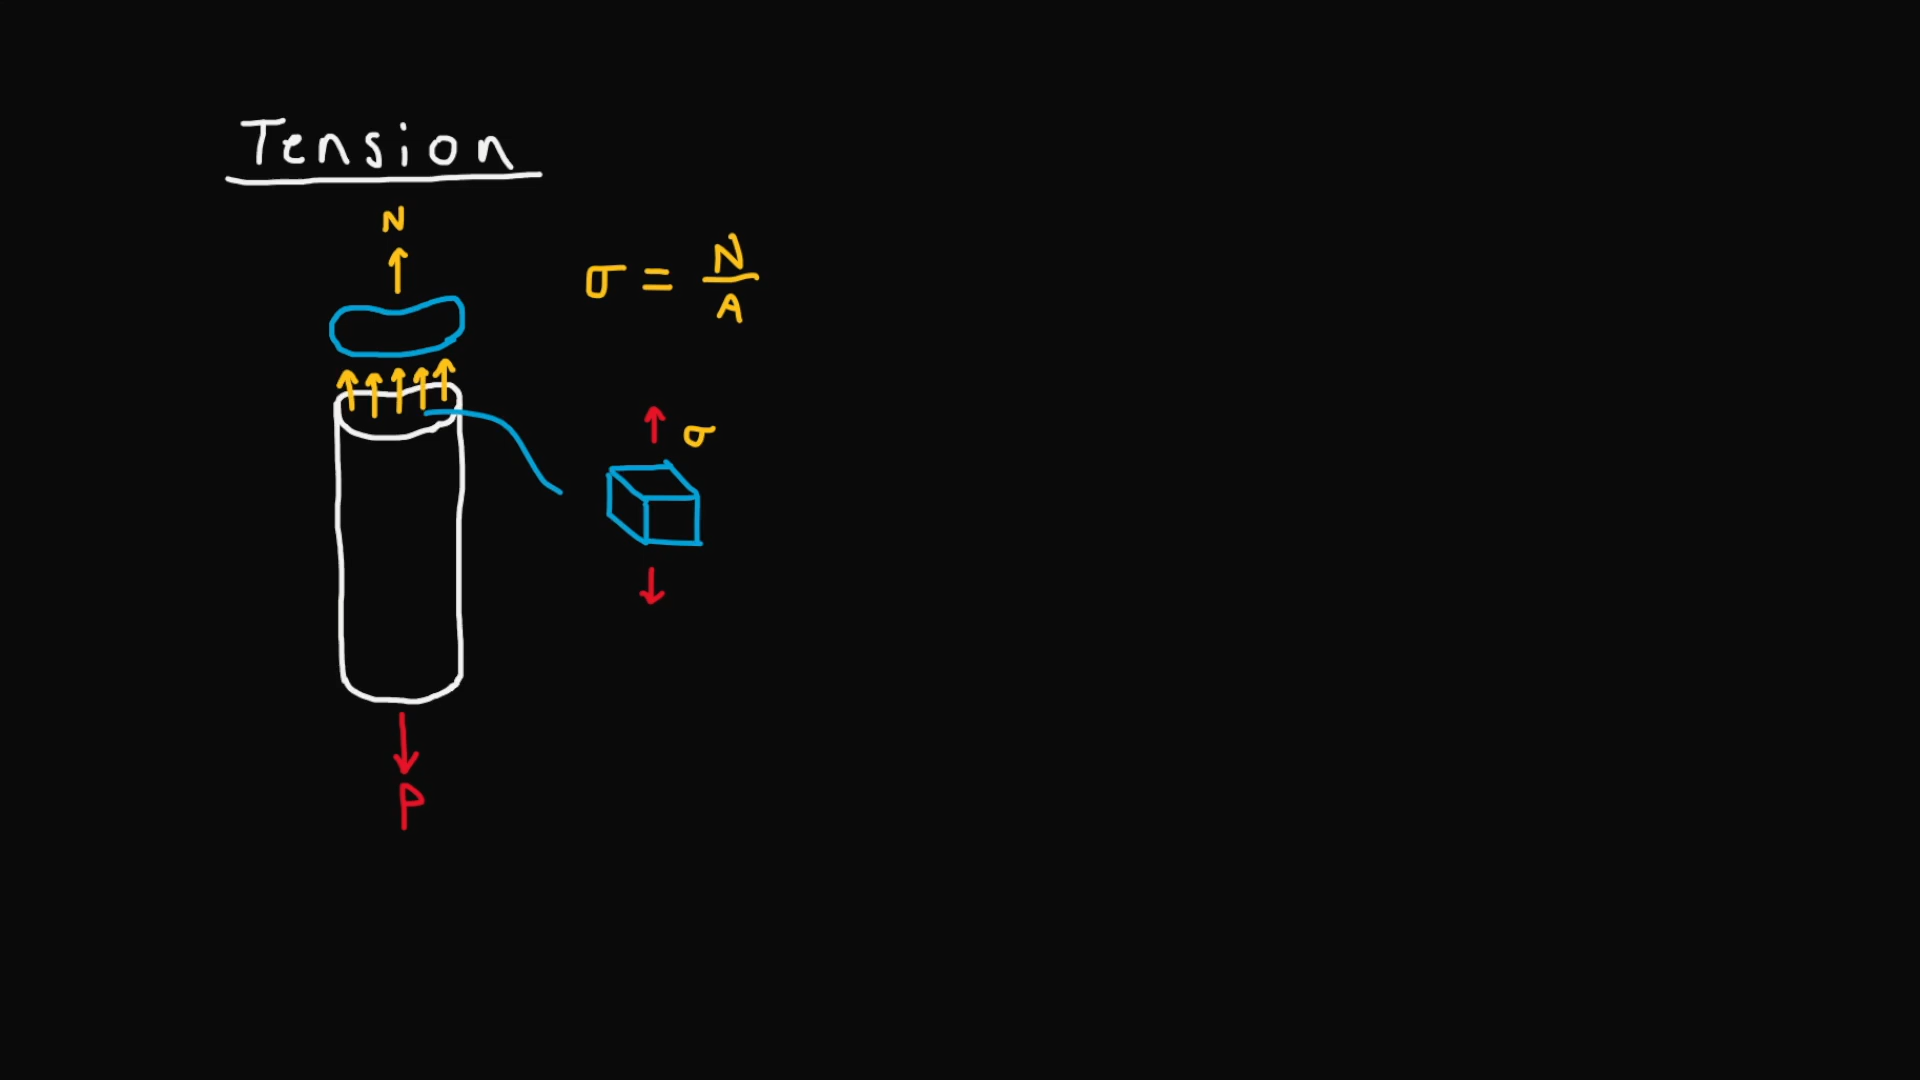 Tension
N
σ = N/A
σ
P